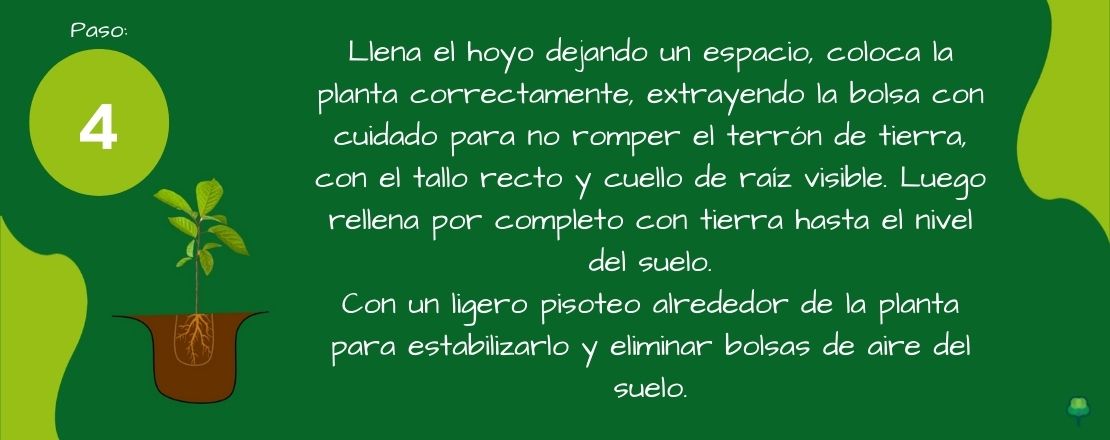 Paso:
4
Llena el hoyo dejando un espacio, coloca la
planta correctamente, extrayendo la bolsa con
cuidado para no romper el terrón de tierra,
con el tallo recto y cuello de raíz visible. Luego
rellena por completo con tierra hasta el nivel
del suelo.
Con un ligero pisoteo alrededor de la planta
para estabilizarlo y eliminar bolsas de aire del
suelo.